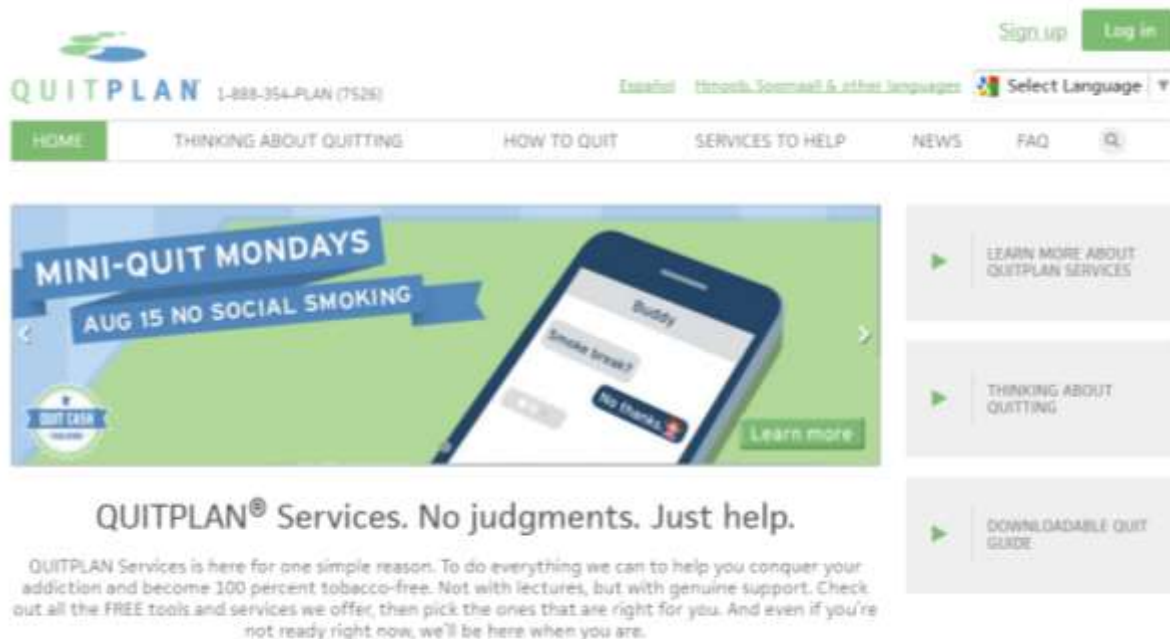 Sign up
Log in
QUITPLAN
1-888-354-PLAN (7526)
Español
Hmoob, Soomaali & other languages
Select Language
HOME
THINKING ABOUT QUITTING
HOW TO QUIT
SERVICES TO HELP
NEWS
FAQ
MINI-QUIT MONDAYS
AUG 15 NO SOCIAL SMOKING
Buddy
Smoke break?
No thanks.
QUIT CASH
Learn more
LEARN MORE ABOUT
QUITPLAN SERVICES
THINKING ABOUT
QUITTING
DOWNLOADABLE QUIT
GUIDE
QUITPLAN® Services. No judgments. Just help.
QUITPLAN Services is here for one simple reason. To do everything we can to help you conquer your
addiction and become 100 percent tobacco-free. Not with lectures, but with genuine support. Check
out all the FREE tools and services we offer, then pick the ones that are right for you. And even if you're
not ready right now, we'll be here when you are.